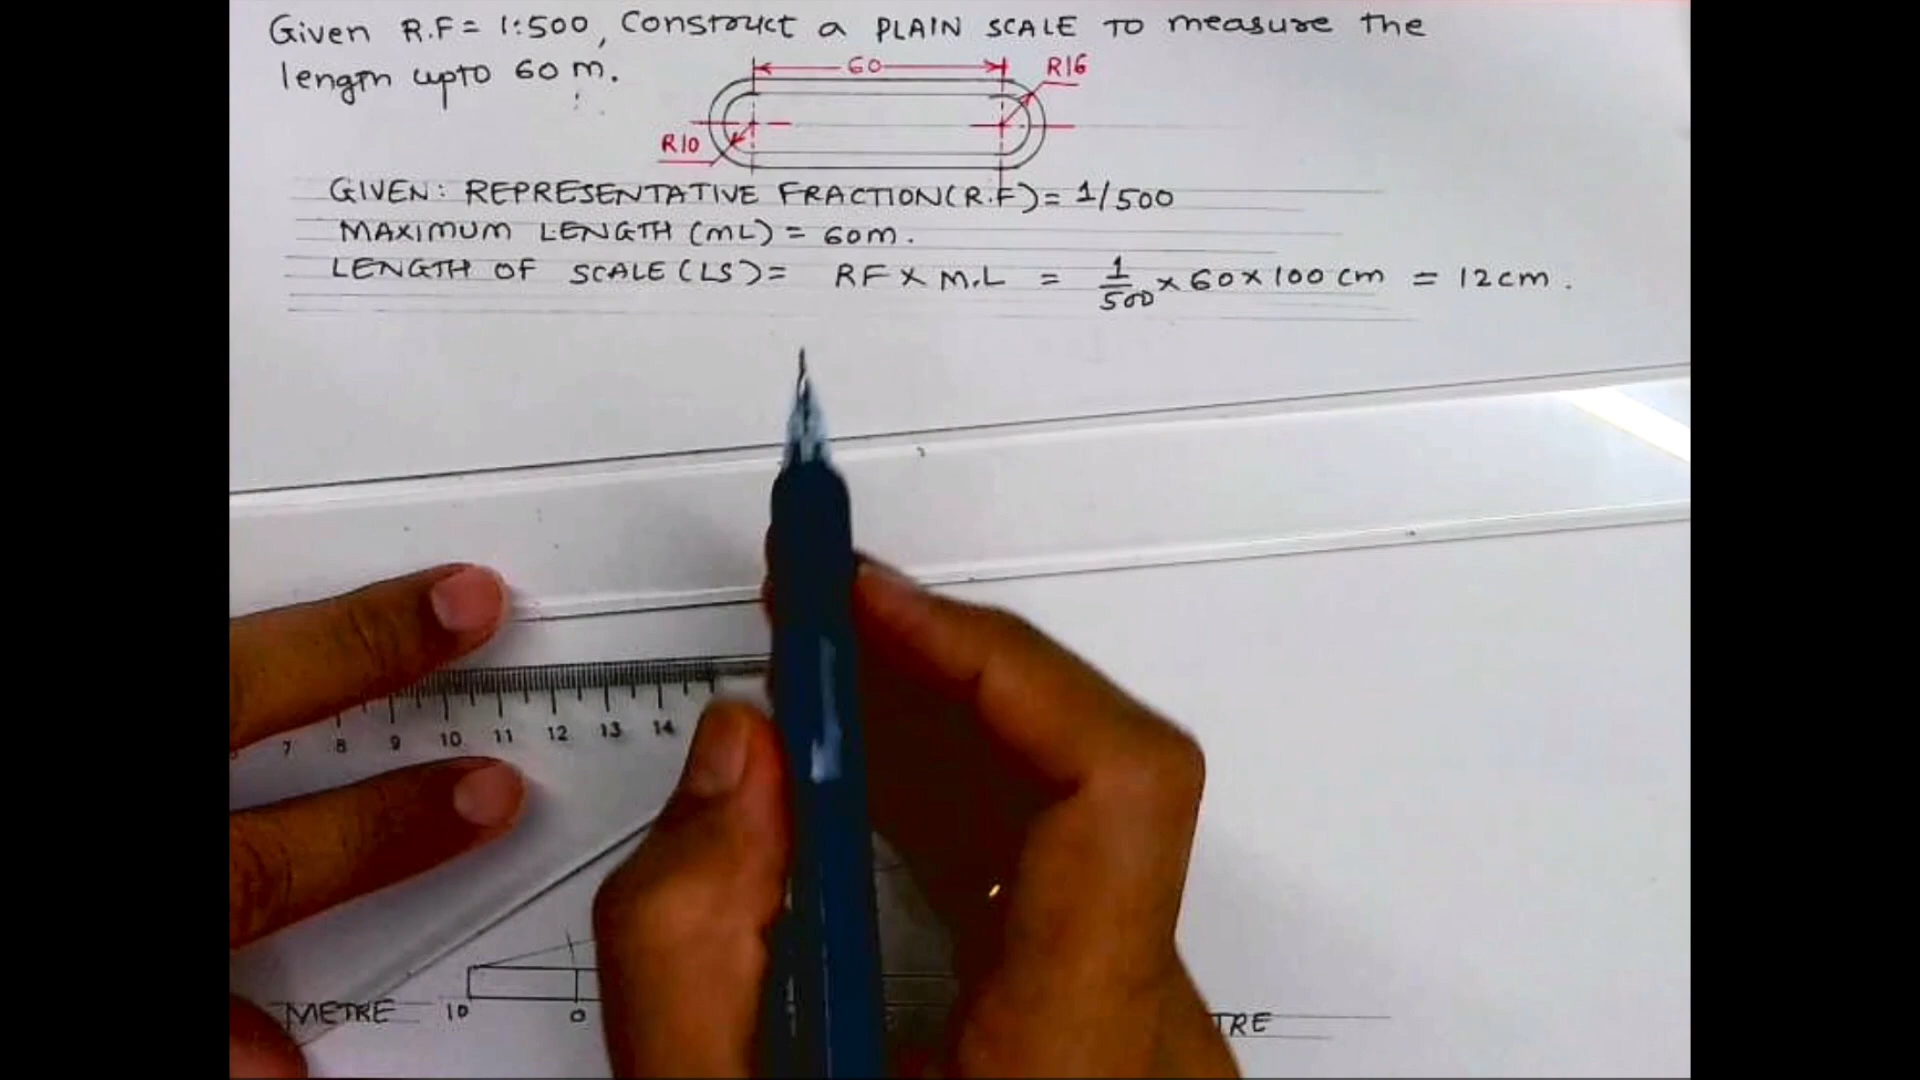 Given R.F = 1:500, Construct a PLAIN SCALE TO measure the
length upto 60 m.
60
R16
R10
GIVEN: REPRESENTATIVE FRACTION(R.F) = 1/500
MAXIMUM LENGTH (ML) = 60m.
LENGTH OF SCALE (LS) = RF X M.L = 1/500 × 60 × 100 cm = 12 cm.
7 8 9 10 11 12 13 14
METRE 10 0 TRE